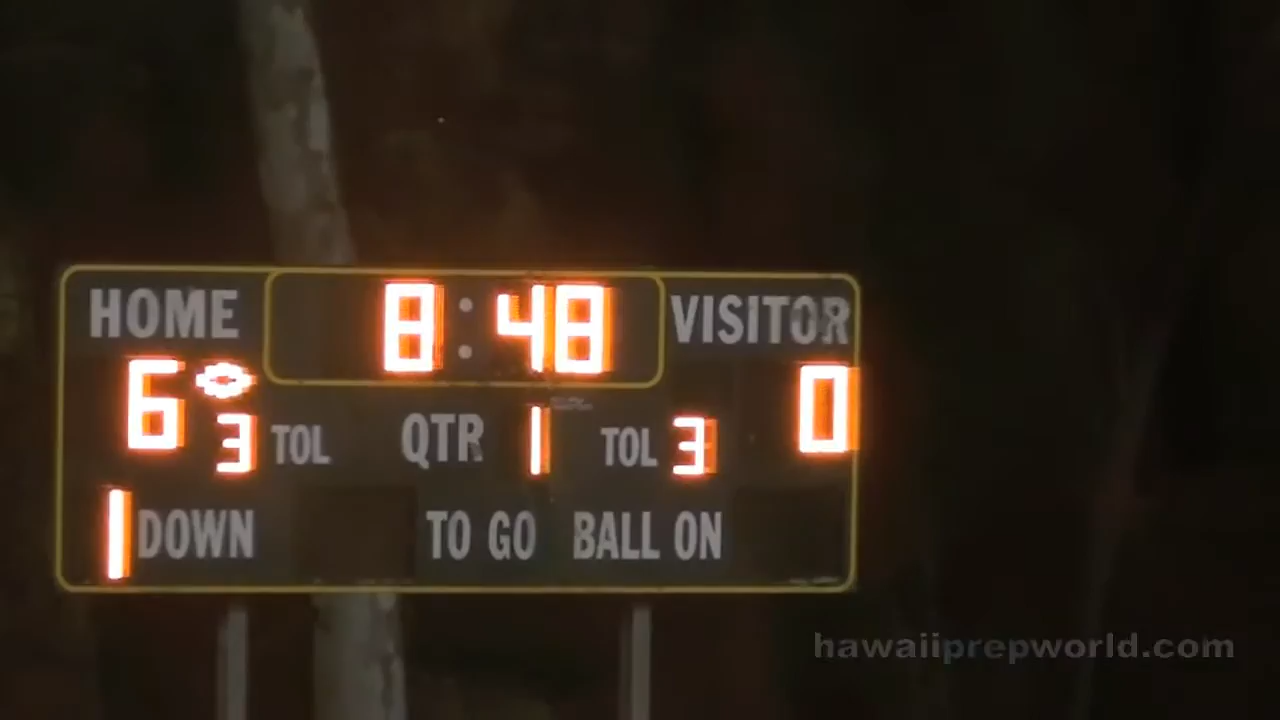 HOME 8:48 VISITOR
6 0
3 TOL QTR 1 TOL 3
1 DOWN TO GO BALL ON
hawaiiprepworld.com